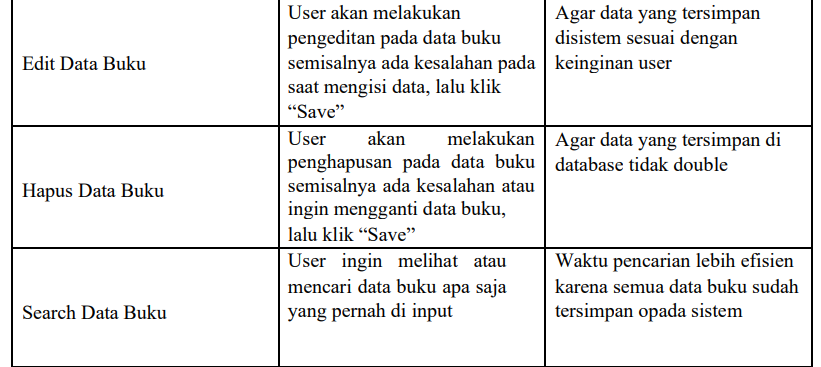 Edit Data Buku
User akan melakukan
pengeditan pada data buku
semisalnya ada kesalahan pada
saat mengisi data, lalu klik
“Save”
Agar data yang tersimpan
disistem sesuai dengan
keinginan user
Hapus Data Buku
User akan melakukan
penghapusan pada data buku
semisalnya ada kesalahan atau
ingin mengganti data buku,
lalu klik “Save”
Agar data yang tersimpan di
database tidak double
Search Data Buku
User ingin melihat atau
mencari data buku apa saja
yang pernah di input
Waktu pencarian lebih efisien
karena semua data buku sudah
tersimpan opada sistem